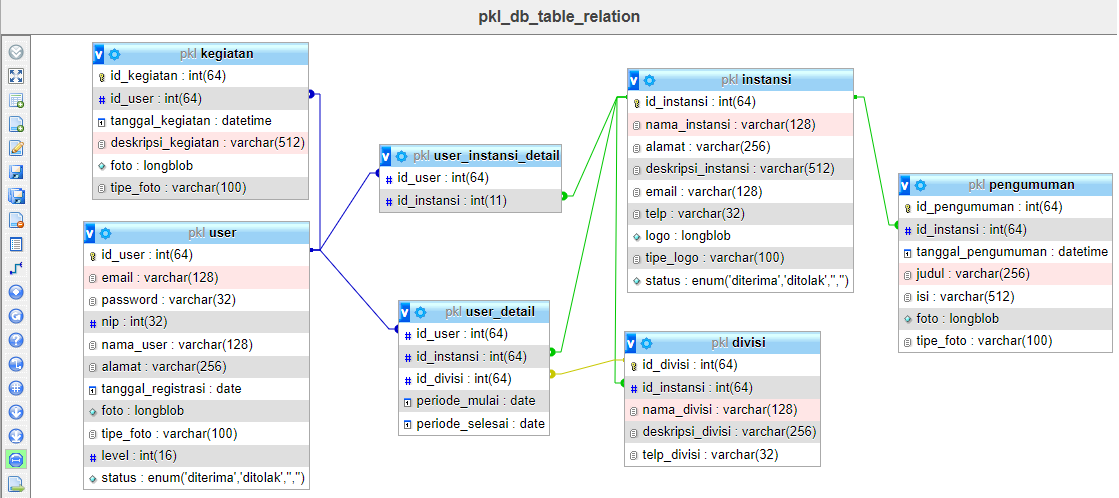 pkl_db_table_relation
v pkl kegiatan
id_kegiatan : int(64)
# id_user : int(64)
tanggal_kegiatan : datetime
deskripsi_kegiatan : varchar(512)
foto : longblob
tipe_foto : varchar(100)
v pkl user
id_user : int(64)
email : varchar(128)
password : varchar(32)
# nip : int(32)
nama_user : varchar(128)
alamat : varchar(256)
tanggal_registrasi : date
foto : longblob
tipe_foto : varchar(100)
# level : int(16)
status : enum('diterima','ditolak','','')
v pkl user_instansi_detail
# id_user : int(64)
# id_instansi : int(11)
v pkl user_detail
# id_user : int(64)
# id_instansi : int(64)
# id_divisi : int(64)
periode_mulai : date
periode_selesai : date
v pkl instansi
id_instansi : int(64)
nama_instansi : varchar(128)
alamat : varchar(256)
deskripsi_instansi : varchar(512)
email : varchar(128)
telp : varchar(32)
logo : longblob
tipe_logo : varchar(100)
status : enum('diterima','ditolak','','')
v pkl divisi
id_divisi : int(64)
# id_instansi : int(64)
nama_divisi : varchar(128)
deskripsi_divisi : varchar(256)
telp_divisi : varchar(32)
v pkl pengumuman
id_pengumuman : int(64)
# id_instansi : int(64)
tanggal_pengumuman : datetime
judul : varchar(256)
isi : varchar(512)
foto : longblob
tipe_foto : varchar(100)